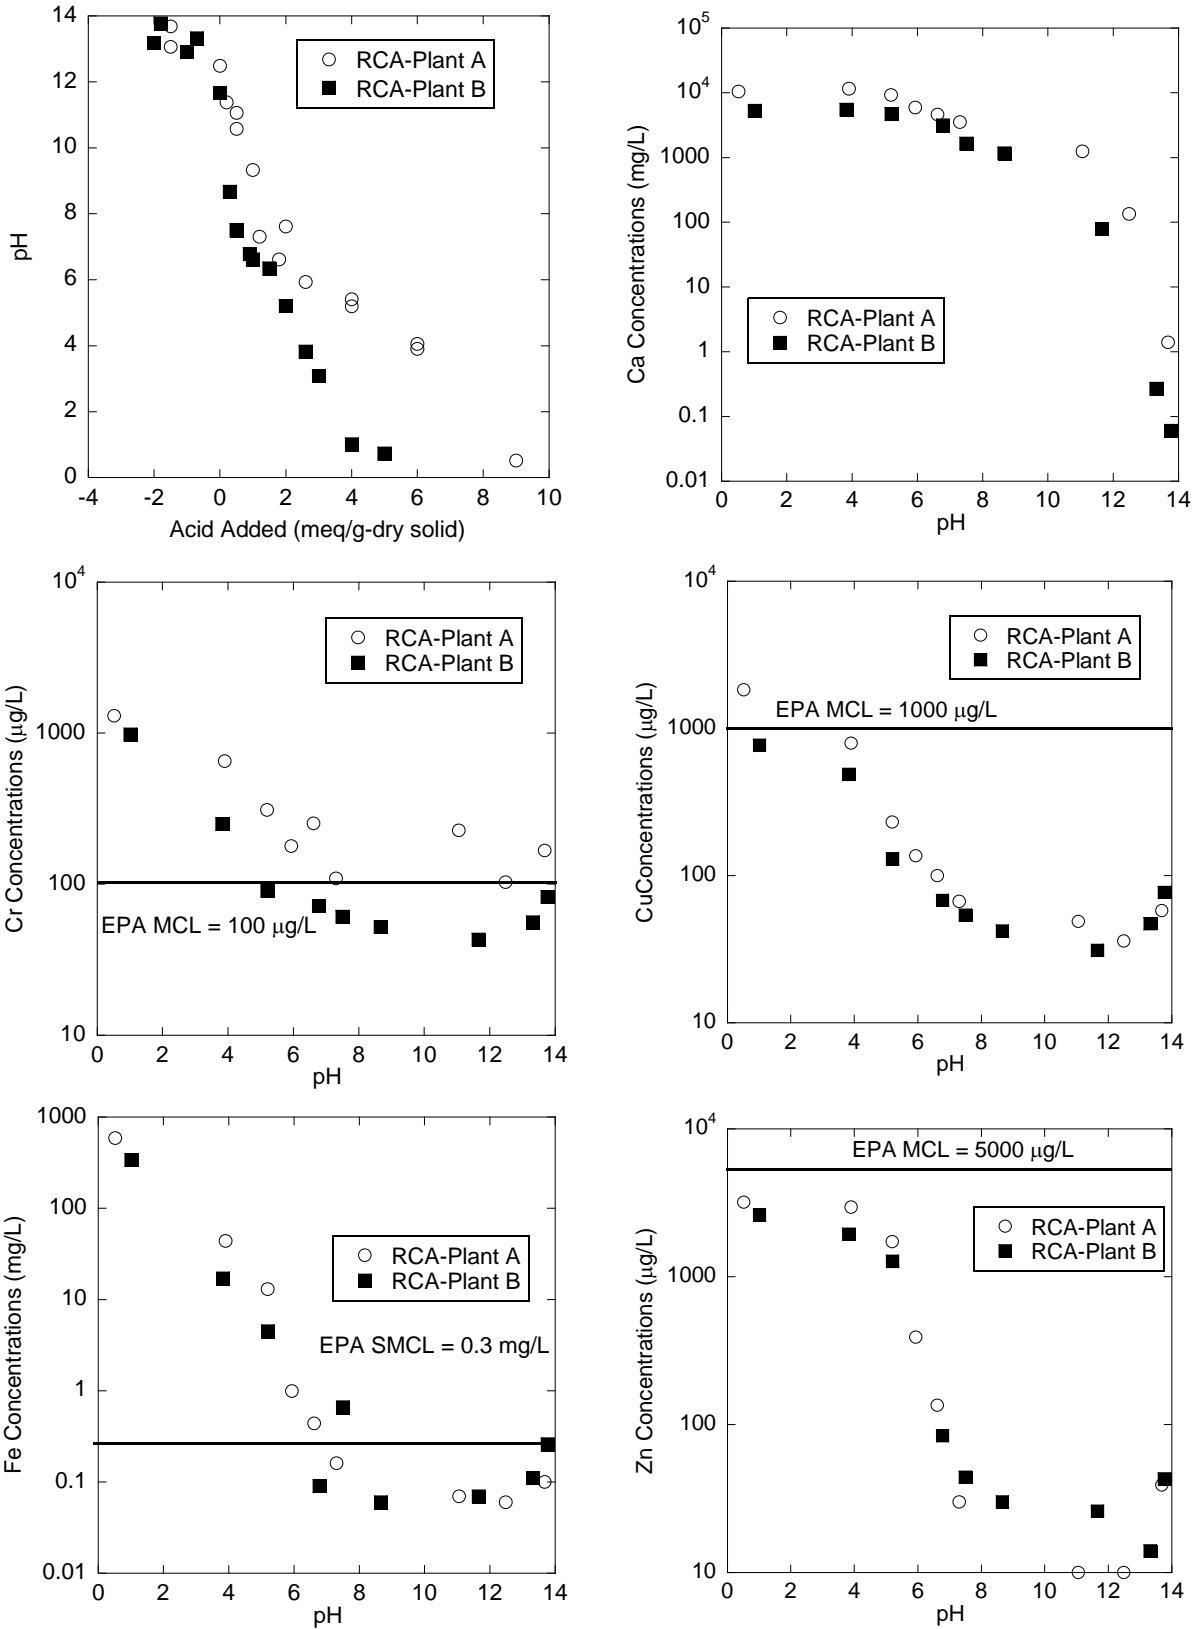 14
12
10
8
6
4
2
0
pH
-4 -2 0 2 4 6 8 10
Acid Added (meq/g-dry solid)
RCA-Plant A
RCA-Plant B
10^5
10^4
1000
100
10
1
0.1
0.01
Ca Concentrations (mg/L)
0 2 4 6 8 10 12 14
pH
RCA-Plant A
RCA-Plant B
10^4
1000
100
10
Cr Concentrations (µg/L)
RCA-Plant A
RCA-Plant B
EPA MCL = 100 µg/L
0 2 4 6 8 10 12 14
pH
10^4
1000
100
10
CuConcentrations (µg/L)
RCA-Plant A
RCA-Plant B
EPA MCL = 1000 µg/L
0 2 4 6 8 10 12 14
pH
1000
100
10
1
0.1
0.01
Fe Concentrations (mg/L)
RCA-Plant A
RCA-Plant B
EPA SMCL = 0.3 mg/L
0 2 4 6 8 10 12 14
pH
10^4
1000
100
10
Zn Concentrations (µg/L)
EPA MCL = 5000 µg/L
RCA-Plant A
RCA-Plant B
0 2 4 6 8 10 12 14
pH